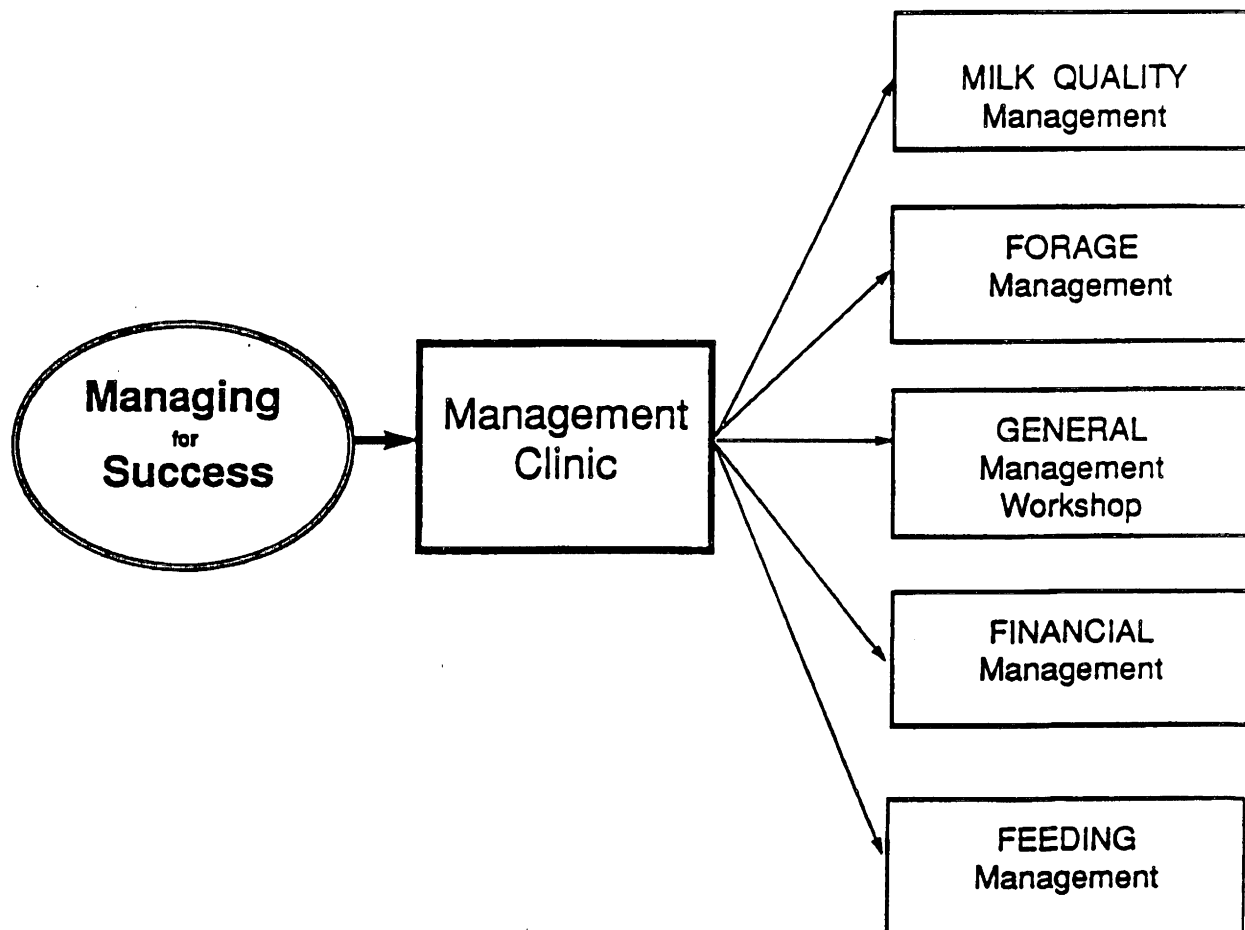 Managing
for
Success
Management
Clinic
MILK QUALITY
Management
FORAGE
Management
GENERAL
Management
Workshop
FINANCIAL
Management
FEEDING
Management